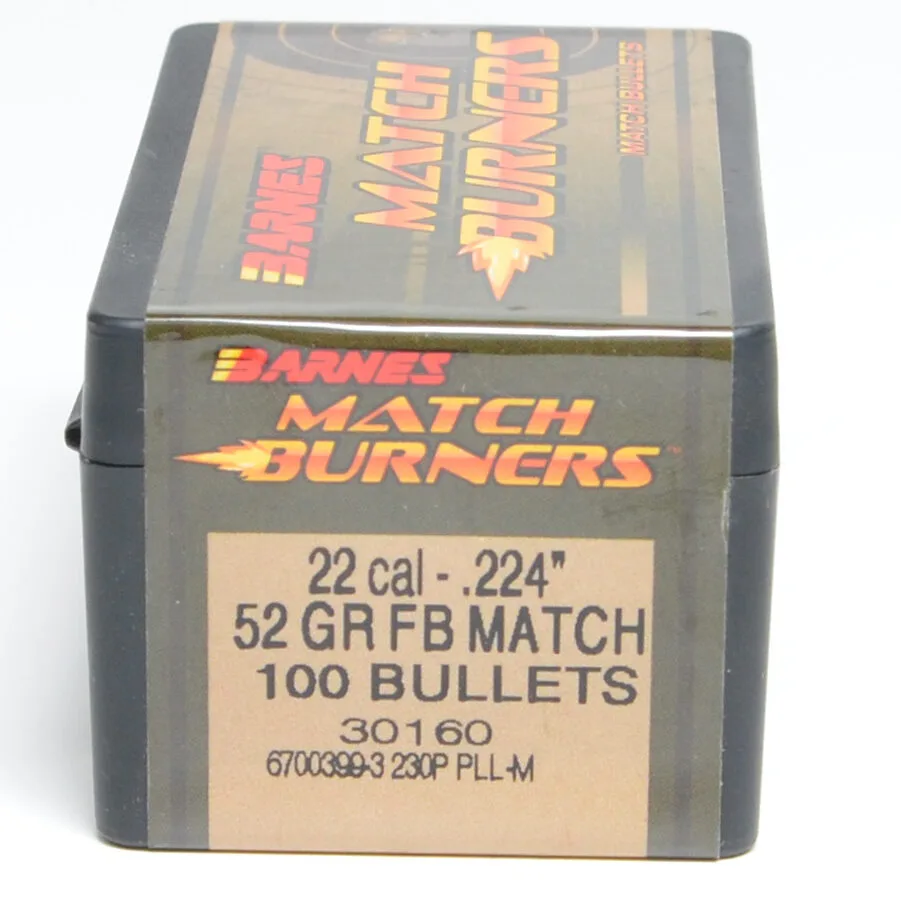 BARNES
MATCH
BURNERS
MATCH BULLETS
BARNES
MATCH
BURNERS™
22 cal - .224"
52 GR FB MATCH
100 BULLETS
30160
6700399-3 230P PLL-M